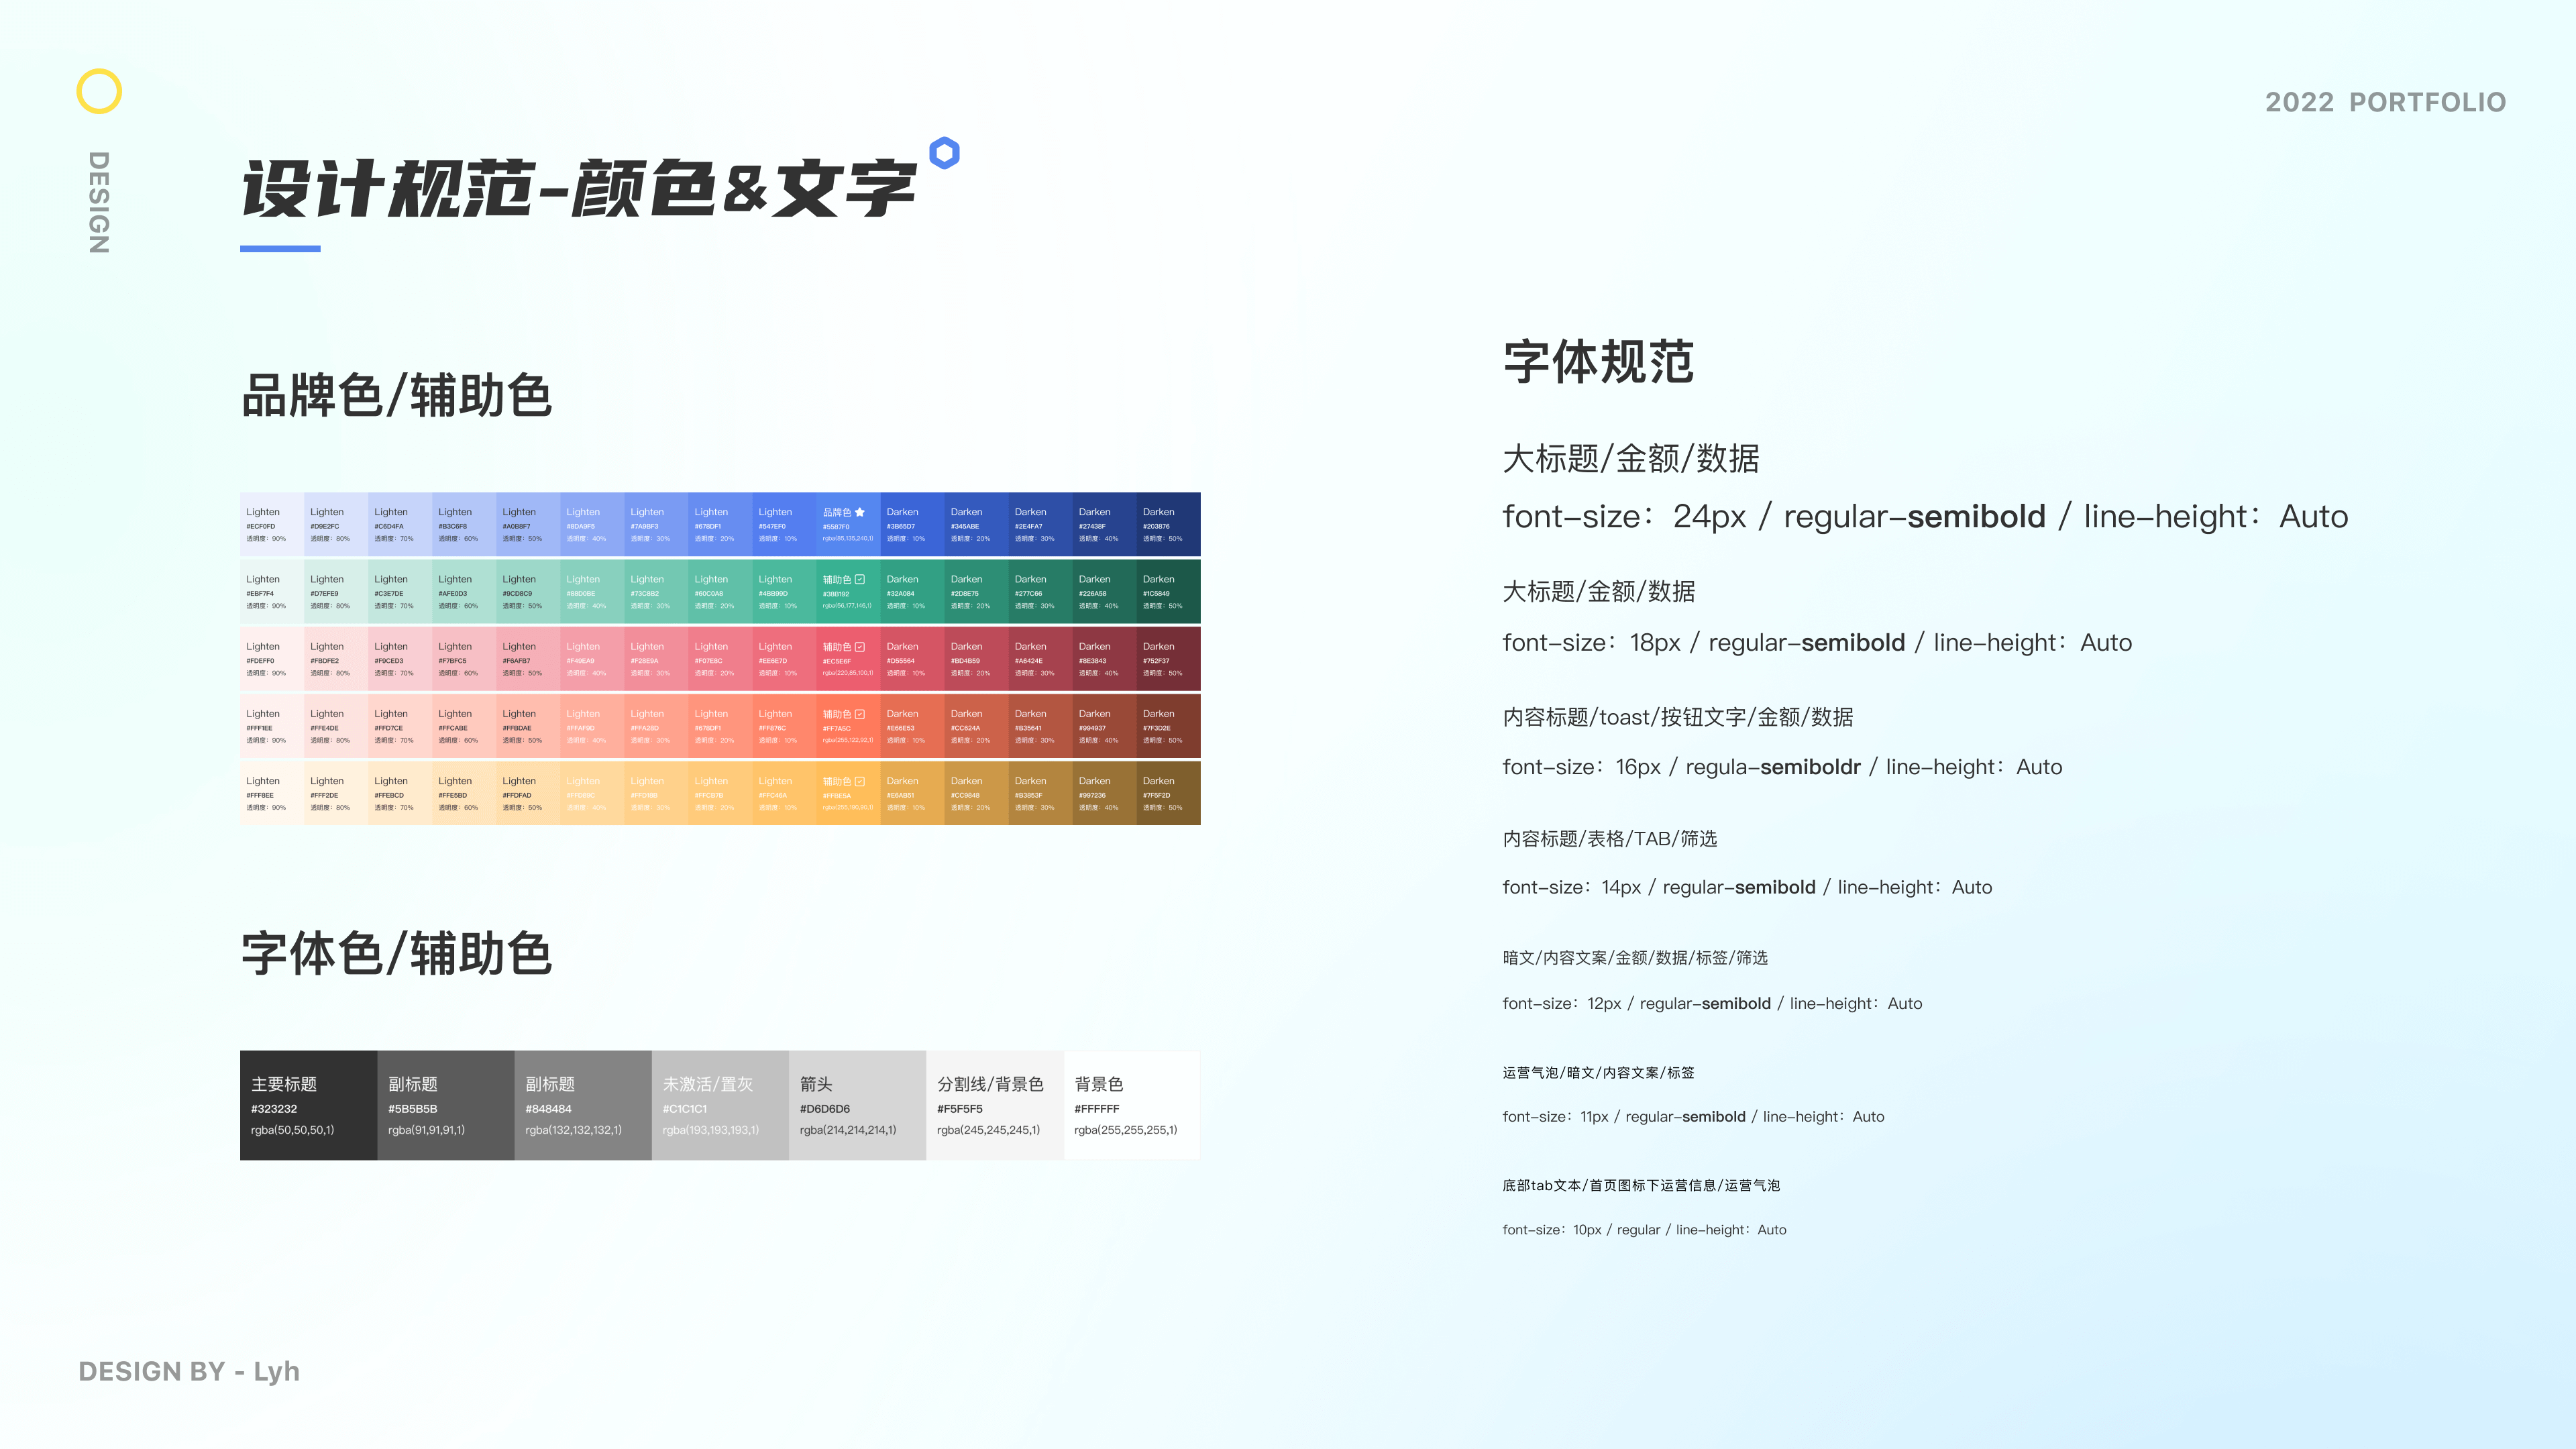 2022 PORTFOLIO
DESIGN
设计规范-颜色&文字
品牌色/辅助色
Lighten Lighten Lighten Lighten Lighten Lighten Lighten Lighten Lighten 品牌色 Darken Darken Darken Darken Darken
#ECF0FD #D9E2FC #C6D4FA #B3C6F8 #A0B8F7 #8DA9F5 #7A9BF3 #678DF1 #547EF0 #5587F0 #3B65D7 #345ABE #2E4FA7 #27438F #203876
透明度：90% 透明度：80% 透明度：70% 透明度：60% 透明度：50% 透明度：40% 透明度：30% 透明度：20% 透明度：10% rgba(85,135,240,1) 透明度：10% 透明度：20% 透明度：30% 透明度：40% 透明度：50%
Lighten Lighten Lighten Lighten Lighten Lighten Lighten Lighten Lighten 辅助色 Darken Darken Darken Darken Darken
#EBF7F4 #D7EFE9 #C3E7DE #AFE0D3 #9CD8C9 #88D0BE #73C8B2 #60C0A8 #4BB99D #38B192 #32A084 #2D8E75 #277C66 #226A58 #1C5849
透明度：90% 透明度：80% 透明度：70% 透明度：60% 透明度：50% 透明度：40% 透明度：30% 透明度：20% 透明度：10% rgba(56,177,146,1) 透明度：10% 透明度：20% 透明度：30% 透明度：40% 透明度：50%
Lighten Lighten Lighten Lighten Lighten Lighten Lighten Lighten Lighten 辅助色 Darken Darken Darken Darken Darken
#FDEFF0 #FBDFE2 #F9CED3 #F7BFC5 #F6AFB7 #F49EA9 #F28E9A #F07E8C #EE6E7D #EC5E6F #D55564 #BD4B59 #A6424E #8E3843 #752F37
透明度：90% 透明度：80% 透明度：70% 透明度：60% 透明度：50% 透明度：40% 透明度：30% 透明度：20% 透明度：10% rgba(220,85,100,1) 透明度：10% 透明度：20% 透明度：30% 透明度：40% 透明度：50%
Lighten Lighten Lighten Lighten Lighten Lighten Lighten Lighten Lighten 辅助色 Darken Darken Darken Darken Darken
#FFF1EE #FFE4DE #FFD7CE #FFCABE #FFBDAE #FFAF9D #FFA28D #678DF1 #FF876C #FF7A5C #E66E53 #CC624A #B35641 #994937 #7F3D2E
透明度：90% 透明度：80% 透明度：70% 透明度：60% 透明度：50% 透明度：40% 透明度：30% 透明度：20% 透明度：10% rgba(255,122,92,1) 透明度：10% 透明度：20% 透明度：30% 透明度：40% 透明度：50%
Lighten Lighten Lighten Lighten Lighten Lighten Lighten Lighten Lighten 辅助色 Darken Darken Darken Darken Darken
#FFF8EE #FFF2DE #FFEBCD #FFE5BD #FFDFAD #FFCB7B #FFC46A #FFBE5A #E6AB51 #CC9848 #B3853F #997236 #7F5F2D
透明度：90% 透明度：80% 透明度：70% 透明度：60% 透明度：50% 透明度：40% 透明度：30% 透明度：20% 透明度：10% 透明度：10% 透明度：20% 透明度：30% 透明度：40% 透明度：50%
字体色/辅助色
主要标题 副标题 副标题 未激活/置灰 箭头 分割线/背景色 背景色
#323232 #5B5B5B #848484 #C1C1C1 #D6D6D6 #F5F5F5 #FFFFFF
rgba(50,50,50,1) rgba(91,91,91,1) rgba(132,132,132,1) rgba(193,193,193,1) rgba(214,214,214,1) rgba(245,245,245,1) rgba(255,255,255,1)
字体规范
大标题/金额/数据
font-size：24px / regular-semibold / line-height：Auto
大标题/金额/数据
font-size：18px / regular-semibold / line-height：Auto
内容标题/toast/按钮文字/金额/数据
font-size：16px / regula-semiboldr / line-height：Auto
内容标题/表格/TAB/筛选
font-size：14px / regular-semibold / line-height：Auto
暗文/内容文案/金额/数据/标签/筛选
font-size：12px / regular-semibold / line-height：Auto
运营气泡/暗文/内容文案/标签
font-size：11px / regular-semibold / line-height：Auto
底部tab文本/首页图标下运营信息/运营气泡
font-size：10px / regular / line-height：Auto
DESIGN BY - Lyh